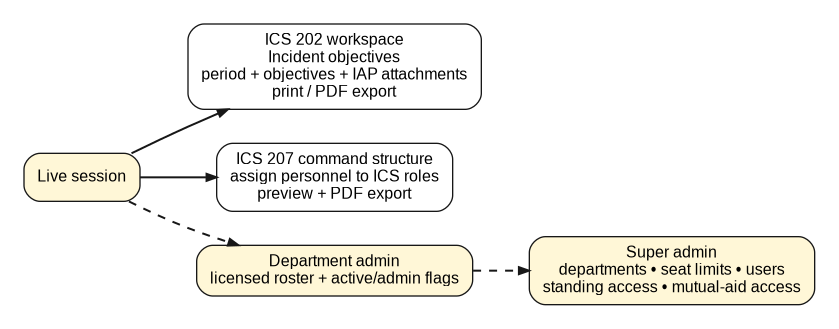 ICS 202 workspace
Incident objectives
period + objectives + IAP attachments
print / PDF export
Live session
ICS 207 command structure
assign personnel to ICS roles
preview + PDF export
Department admin
licensed roster + active/admin flags
Super admin
departments • seat limits • users
standing access • mutual-aid access